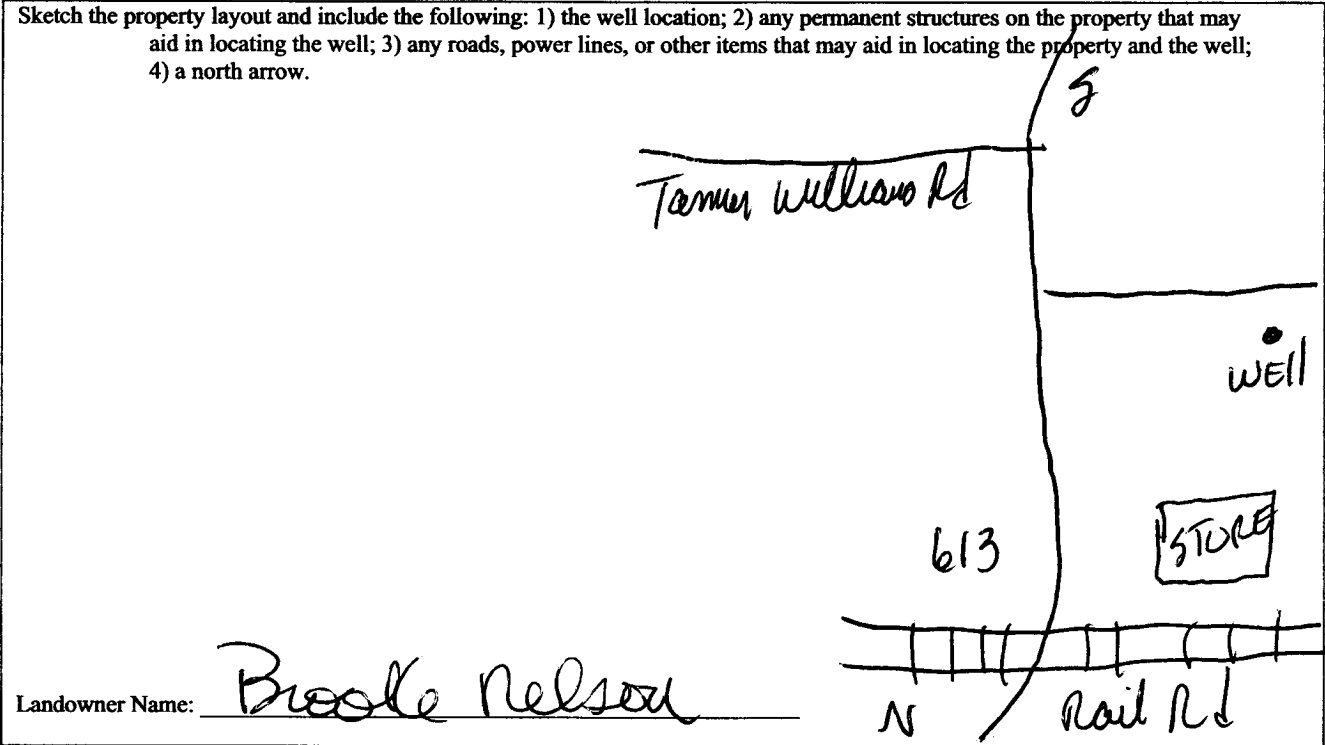 Sketch the property layout and include the following: 1) the well location; 2) any permanent structures on the property that may
aid in locating the well; 3) any roads, power lines, or other items that may aid in locating the property and the well;
4) a north arrow.
S
Tanner Williams Rd
WEll
613
STORE
Landowner Name: Brooke Nelson
N
Rail Rd